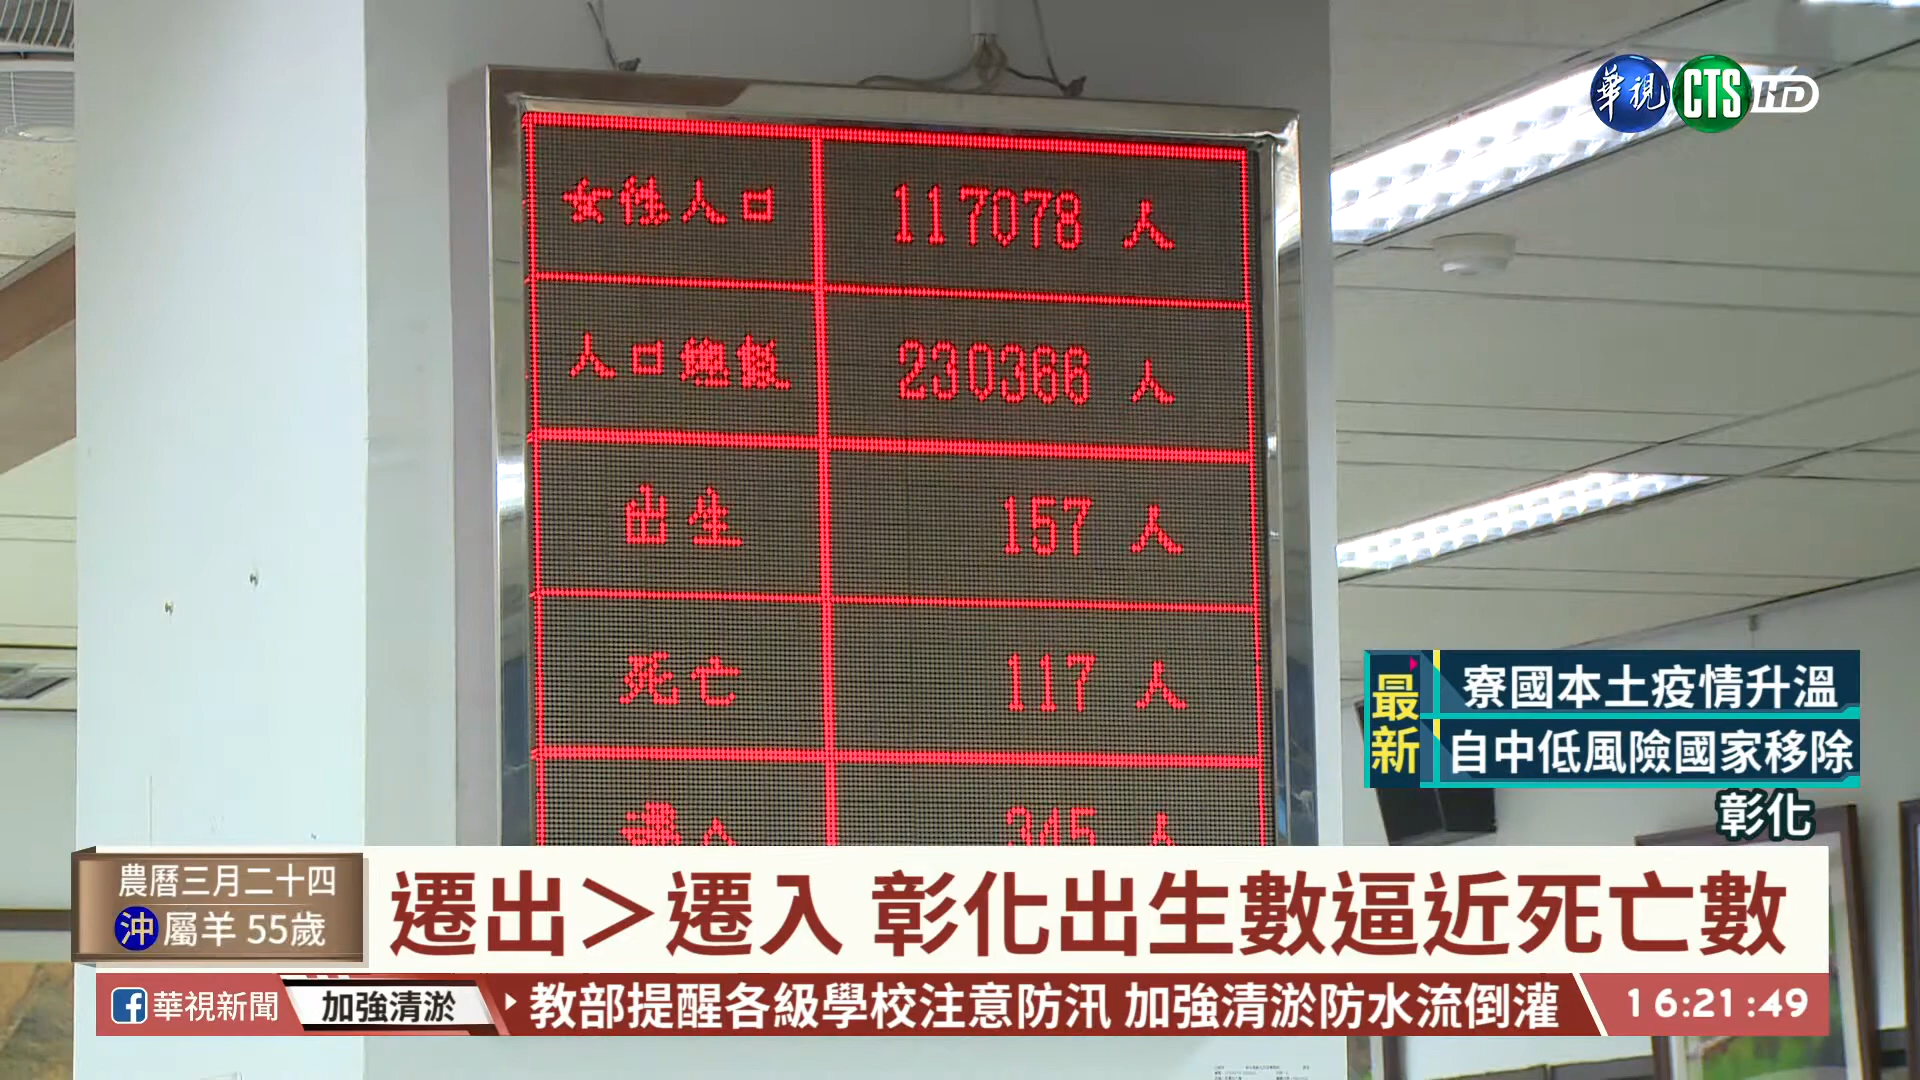 華視 CTS HD
女性人口 117078 人
人口總數 230366 人
出生 157 人
死亡 117 人
遷入 345 人
最新
寮國本土疫情升溫
自中低風險國家移除
彰化
農曆三月二十四
沖 屬羊 55歲
遷出＞遷入 彰化出生數逼近死亡數
華視新聞 加強清淤 教部提醒各級學校注意防汛 加強清淤防水流倒灌 16:21:49